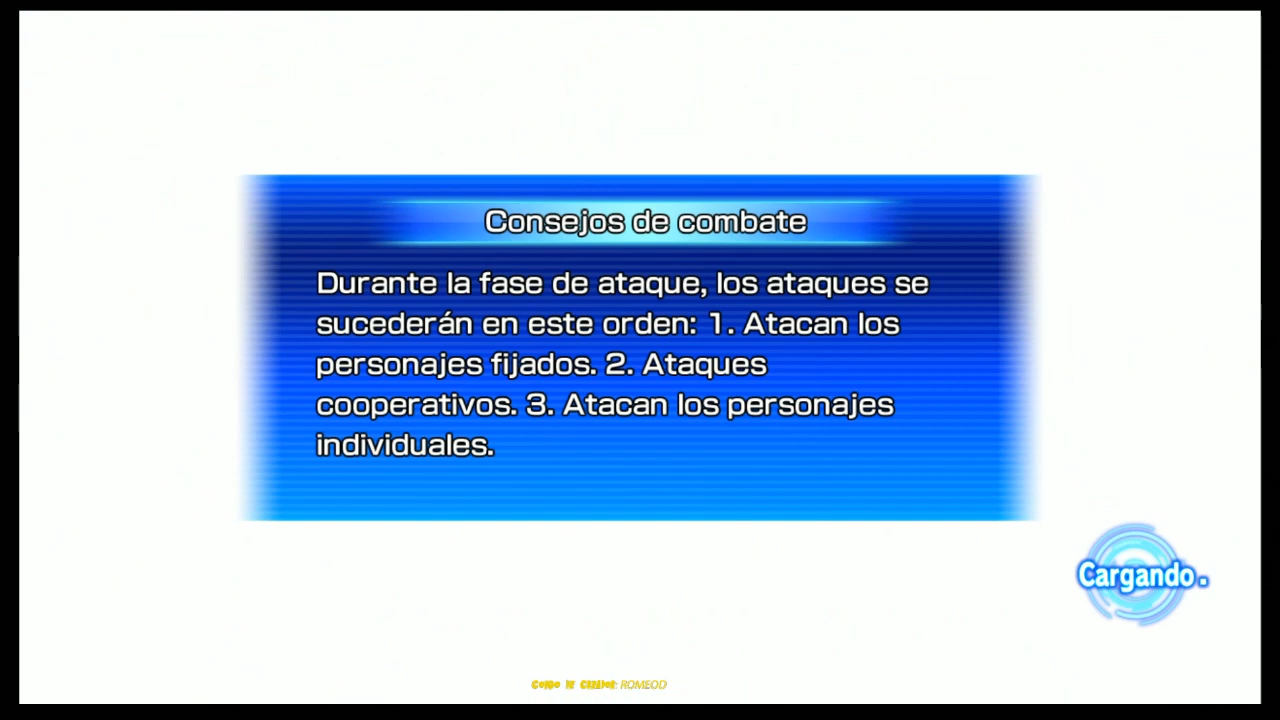 Consejos de combate
Durante la fase de ataque, los ataques se
sucederán en este orden: 1. Atacan los
personajes fijados. 2. Ataques
cooperativos. 3. Atacan los personajes
individuales.
Cargando.
ROMEOD